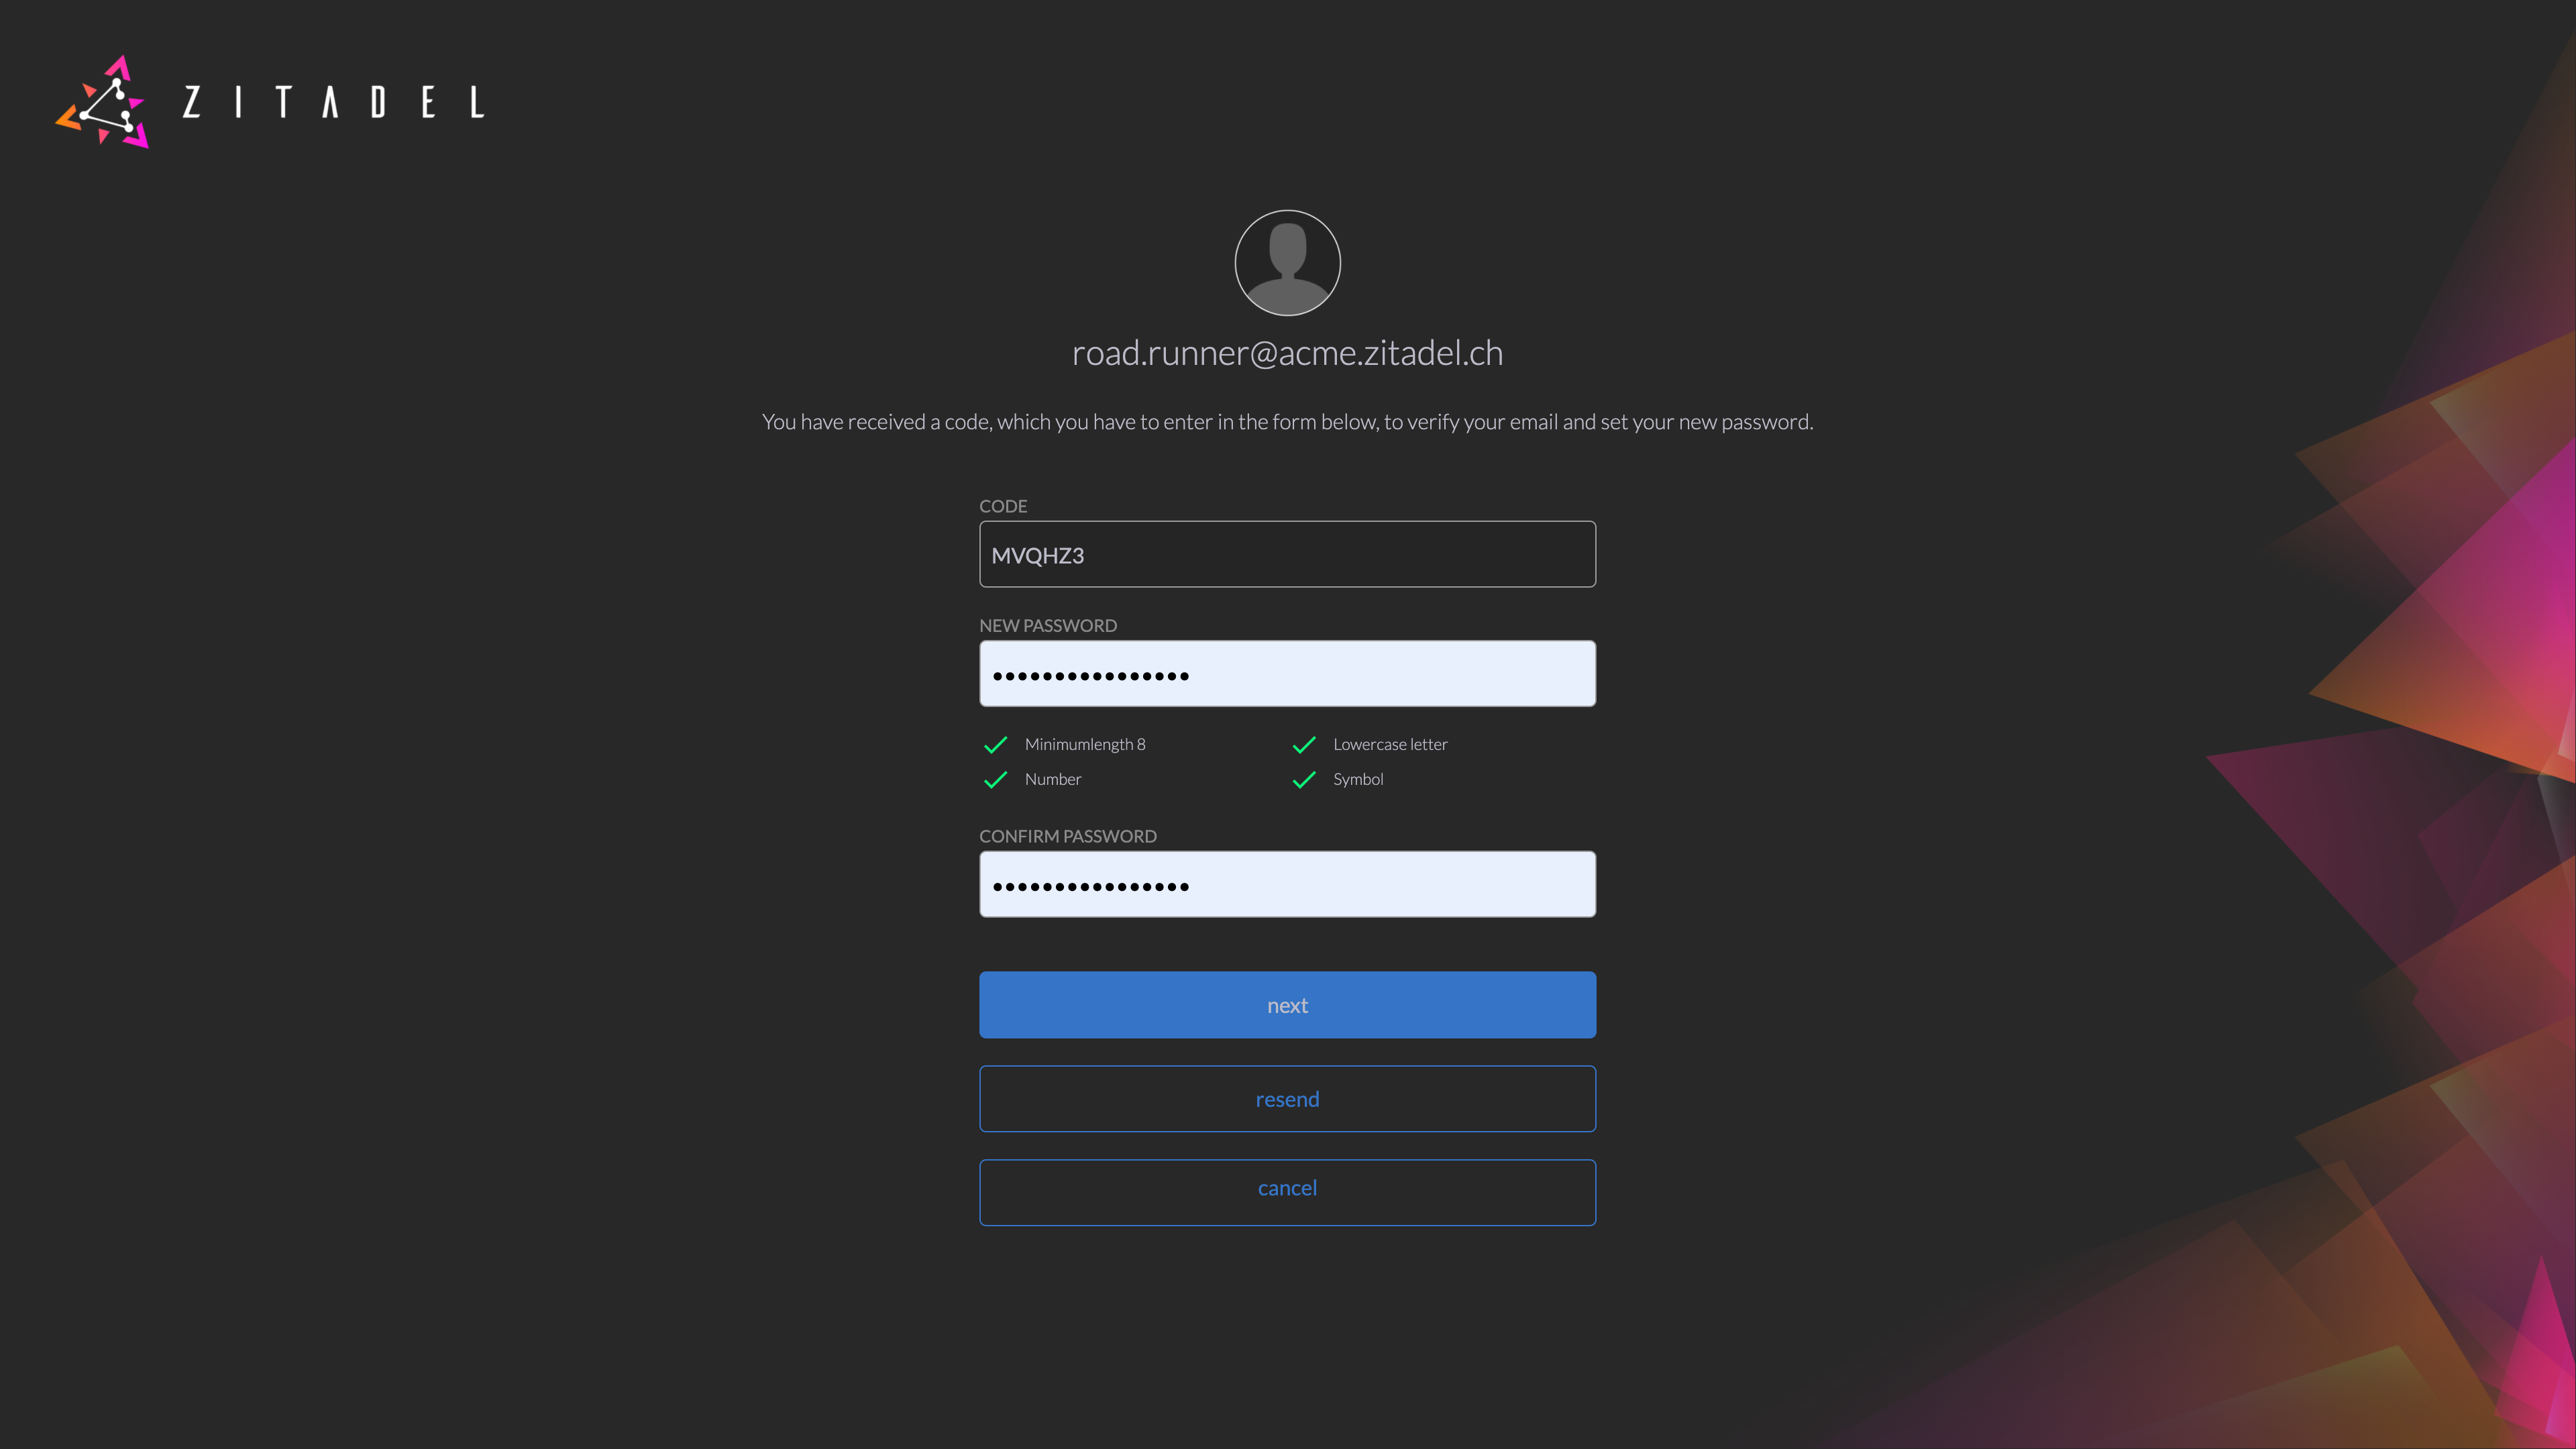 ZITADEL
road.runner@acme.zitadel.ch
You have received a code, which you have to enter in the form below, to verify your email and set your new password.
CODE
MVQHZ3
NEW PASSWORD
••••••••••••••••
Minimumlength 8
Lowercase letter
Number
Symbol
CONFIRM PASSWORD
••••••••••••••••
next
resend
cancel